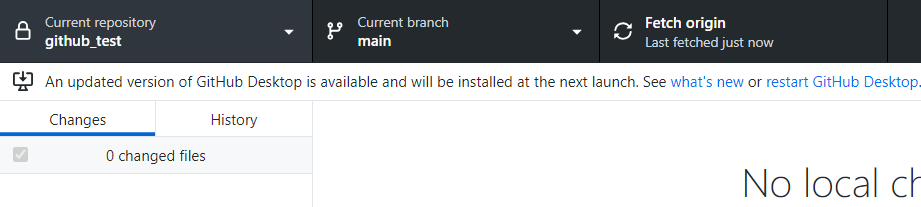 Current repository
github_test
Current branch
main
Fetch origin
Last fetched just now
An updated version of GitHub Desktop is available and will be installed at the next launch. See what's new or restart GitHub Desktop.
Changes
History
0 changed files
No local